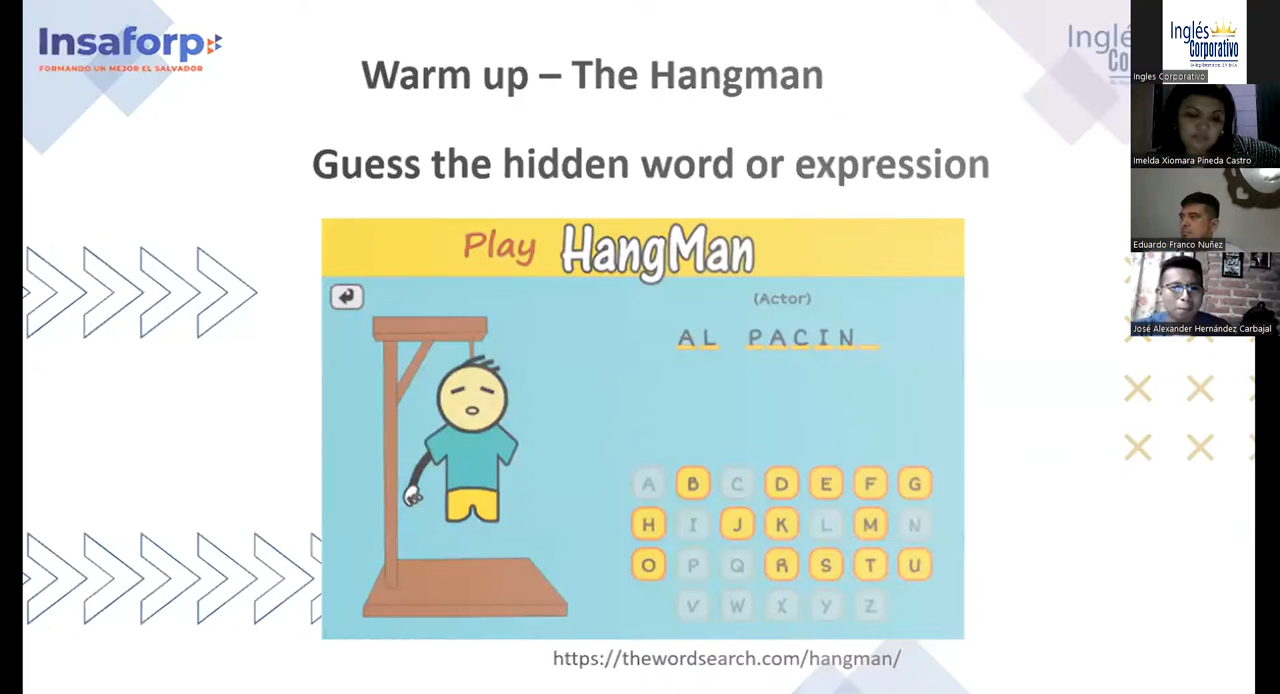 Insaforp
FORMANDO UN MEJOR EL SALVADOR
Warm up – The Hangman
Guess the hidden word or expression
Play HangMan
(Actor)
AL PACIN_
A B C D E F G
H I J K L M N
O P Q R S T U
V W X Y Z
https://thewordsearch.com/hangman/
Inglés
Corporativo
Ingles Corporativo
Imelda Xiomara Pineda Castro
Eduardo Franco Nuñez
José Alexander Hernández Carbajal